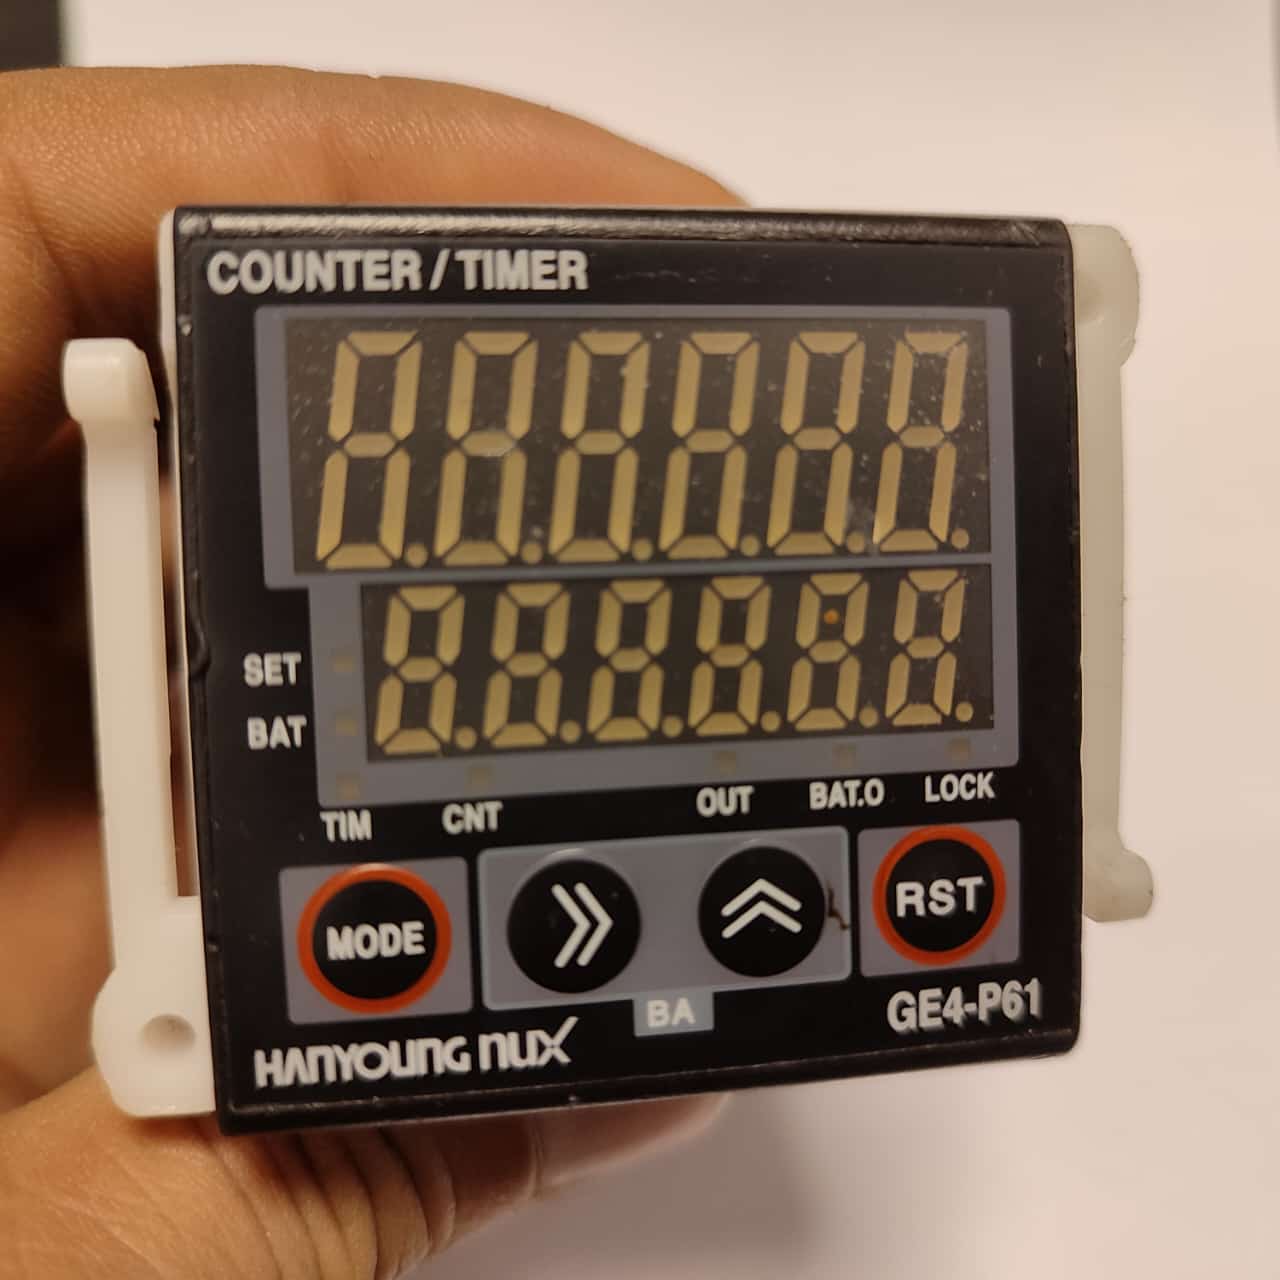 COUNTER / TIMER
SET
BAT
TIM CNT OUT BAT.O LOCK
MODE RST
BA
GE4-P61
HANYOUNG NUX